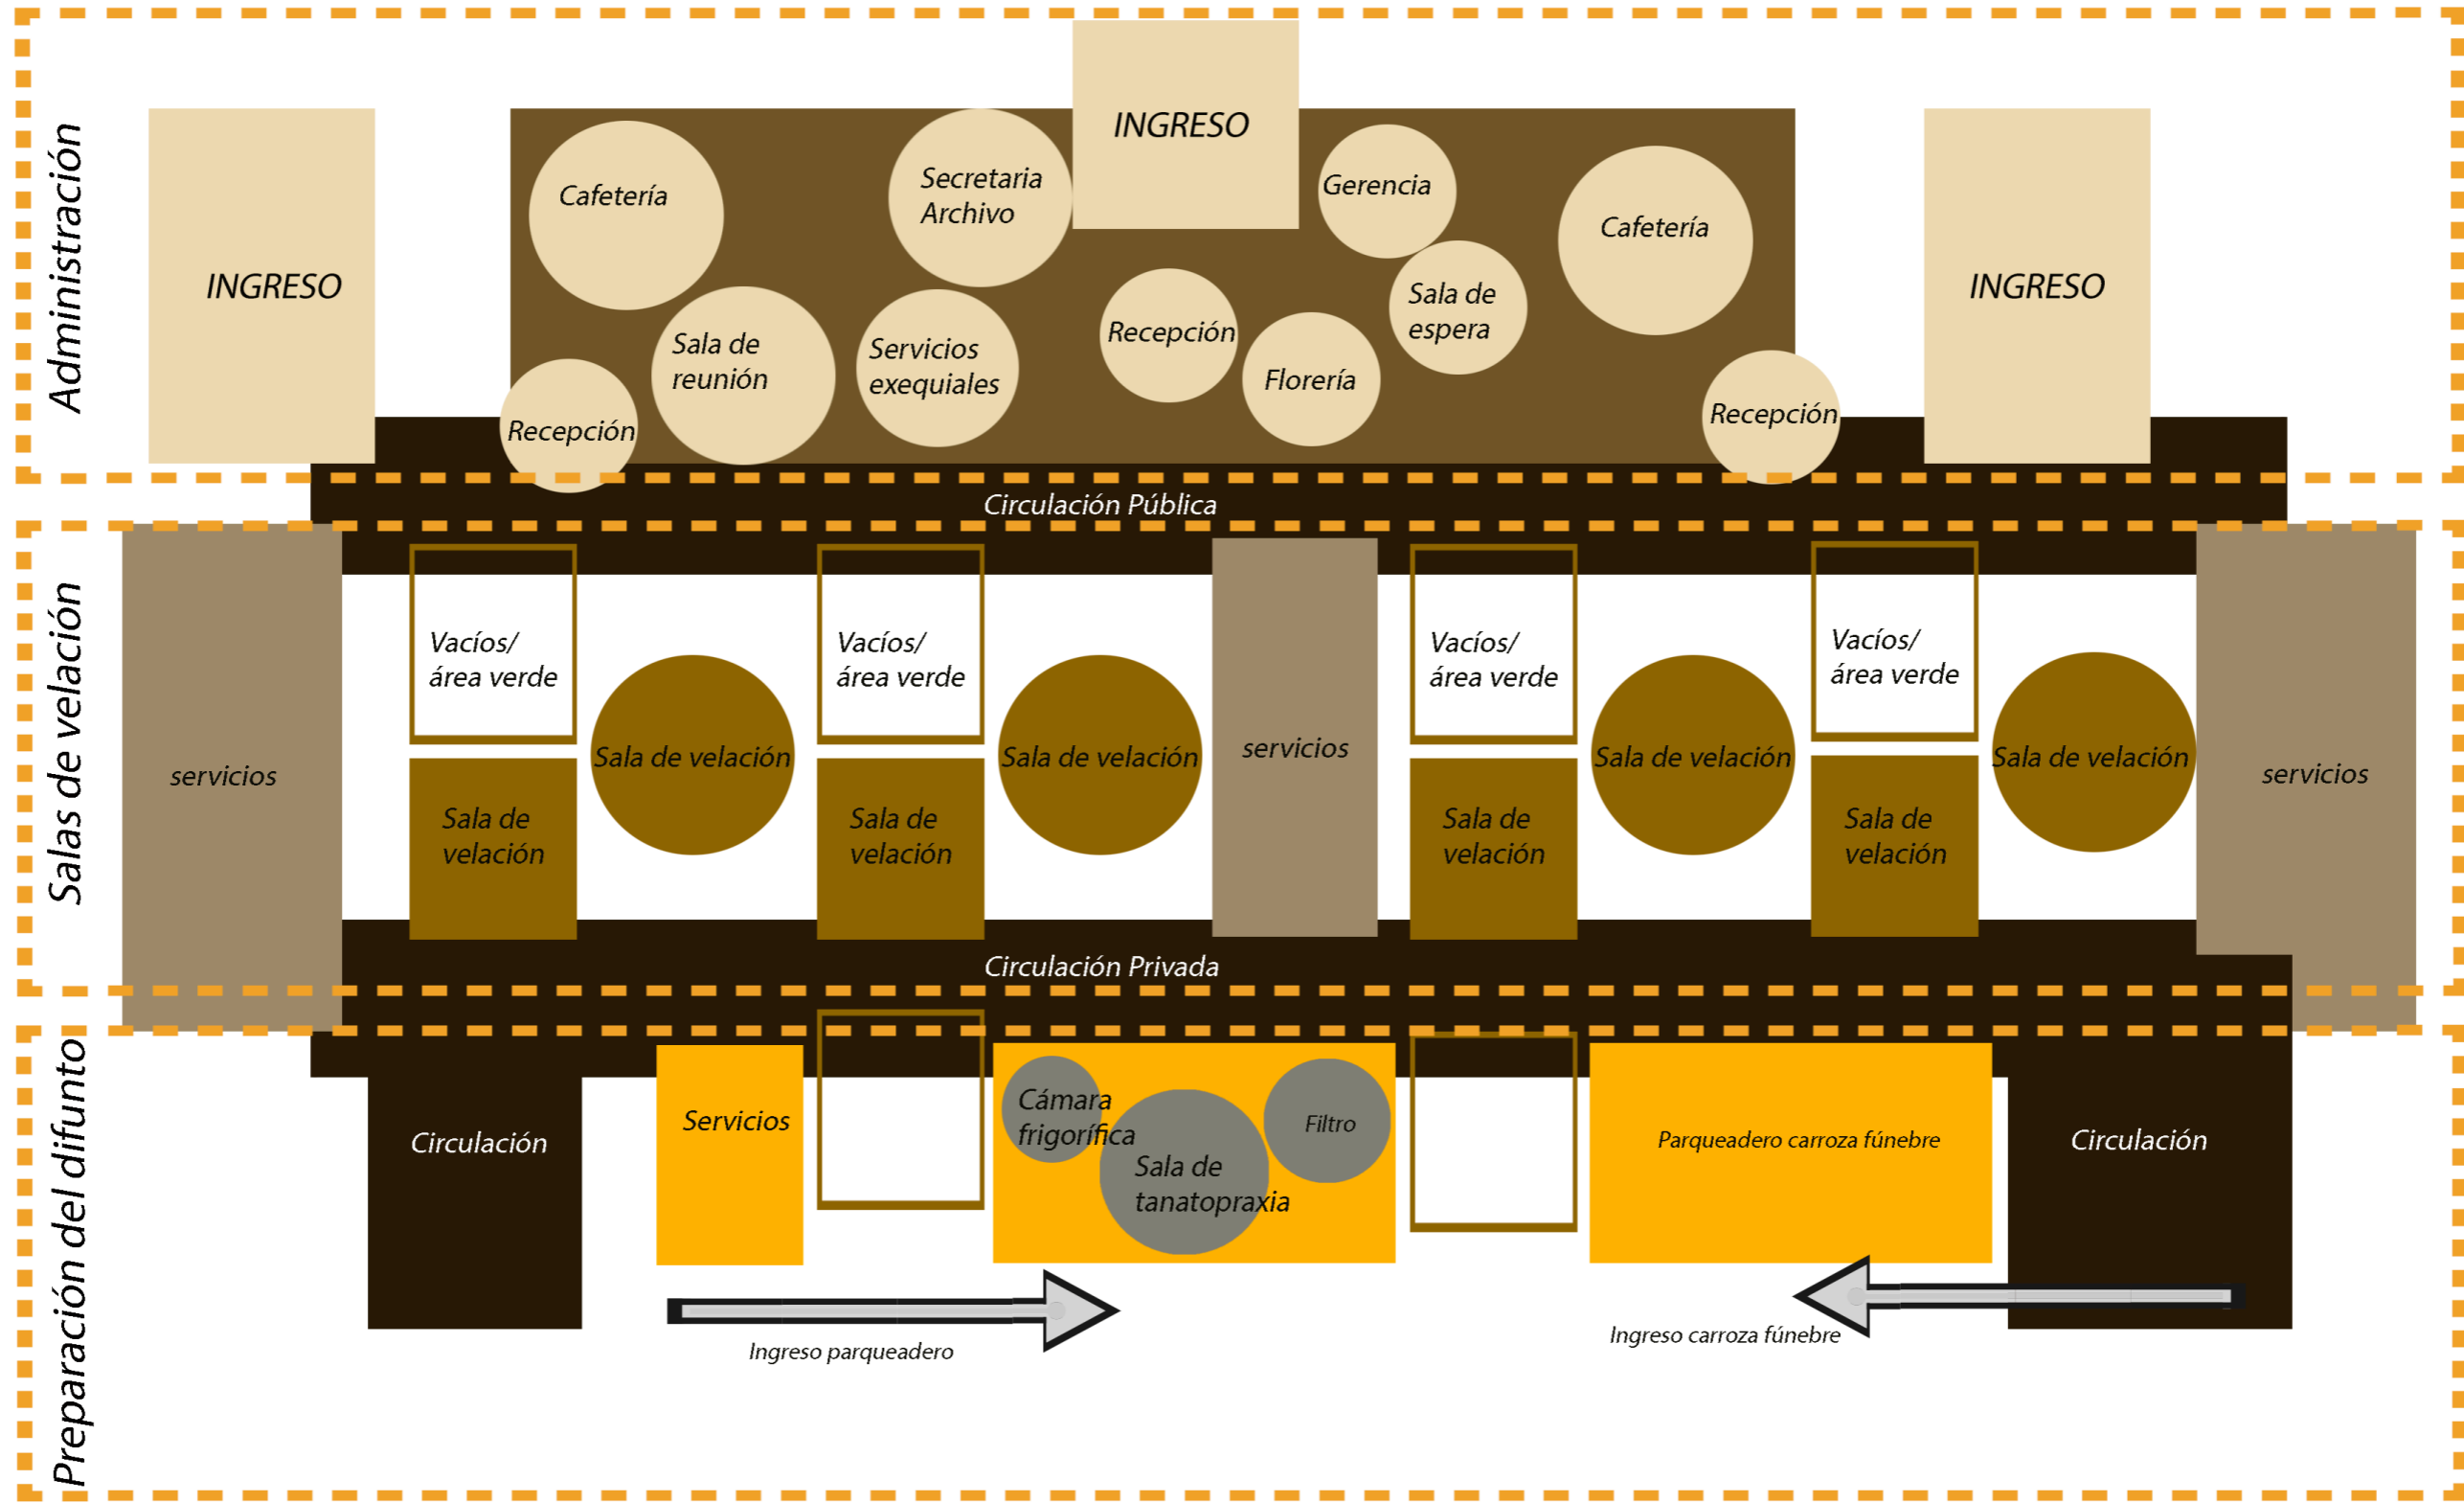 Administración
INGRESO
INGRESO
INGRESO
Cafetería
Secretaria
Archivo
Gerencia
Cafetería
Sala de
espera
Sala de
reunión
Servicios
exequiales
Recepción
Florería
Recepción
Recepción
Circulación Pública
Salas de velación
servicios
Vacíos/
área verde
Vacíos/
área verde
Vacíos/
área verde
Vacíos/
área verde
Sala de velación
Sala de velación
servicios
Sala de velación
Sala de velación
servicios
Sala de
velación
Sala de
velación
Sala de
velación
Sala de
velación
Circulación Privada
Preparación del difunto
Circulación
Servicios
Cámara
frigorífica
Sala de
tanatopraxia
Filtro
Parqueadero carroza fúnebre
Circulación
Ingreso parqueadero
Ingreso carroza fúnebre